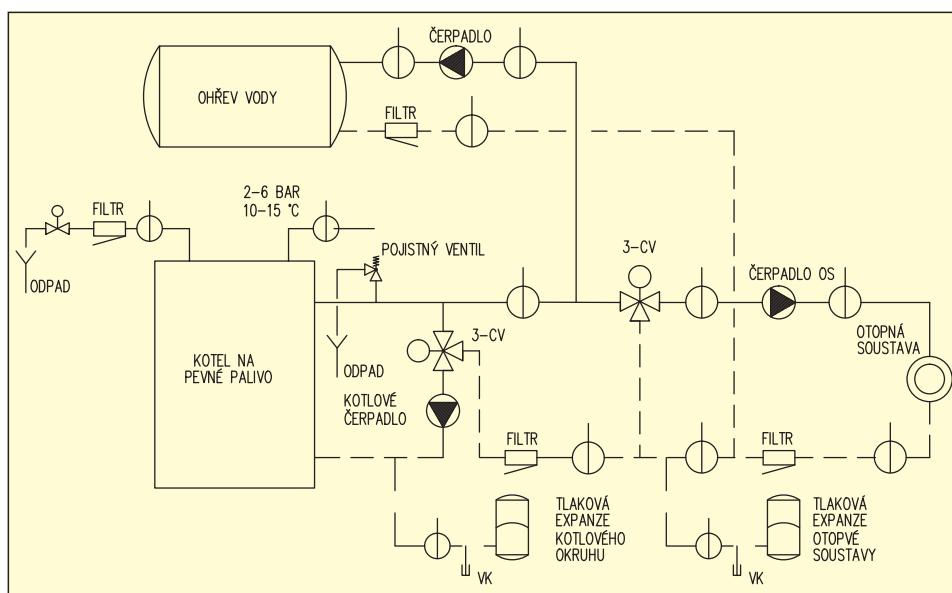 ČERPADLO
OHŘEV VODY
FILTR
2-6 BAR
10-15 °C
FILTR
POJISTNÝ VENTIL
3-CV
ČERPADLO OS
ODPAD
OTOPNÁ
SOUSTAVA
3-CV
KOTEL NA
PEVNÉ PALIVO
ODPAD
KOTLOVÉ
ČERPADLO
FILTR
FILTR
TLAKOVÁ
EXPANZE
KOTLOVÉHO
OKRUHU
TLAKOVÁ
EXPANZE
OTOPVÉ
SOUSTAVY
VK
VK